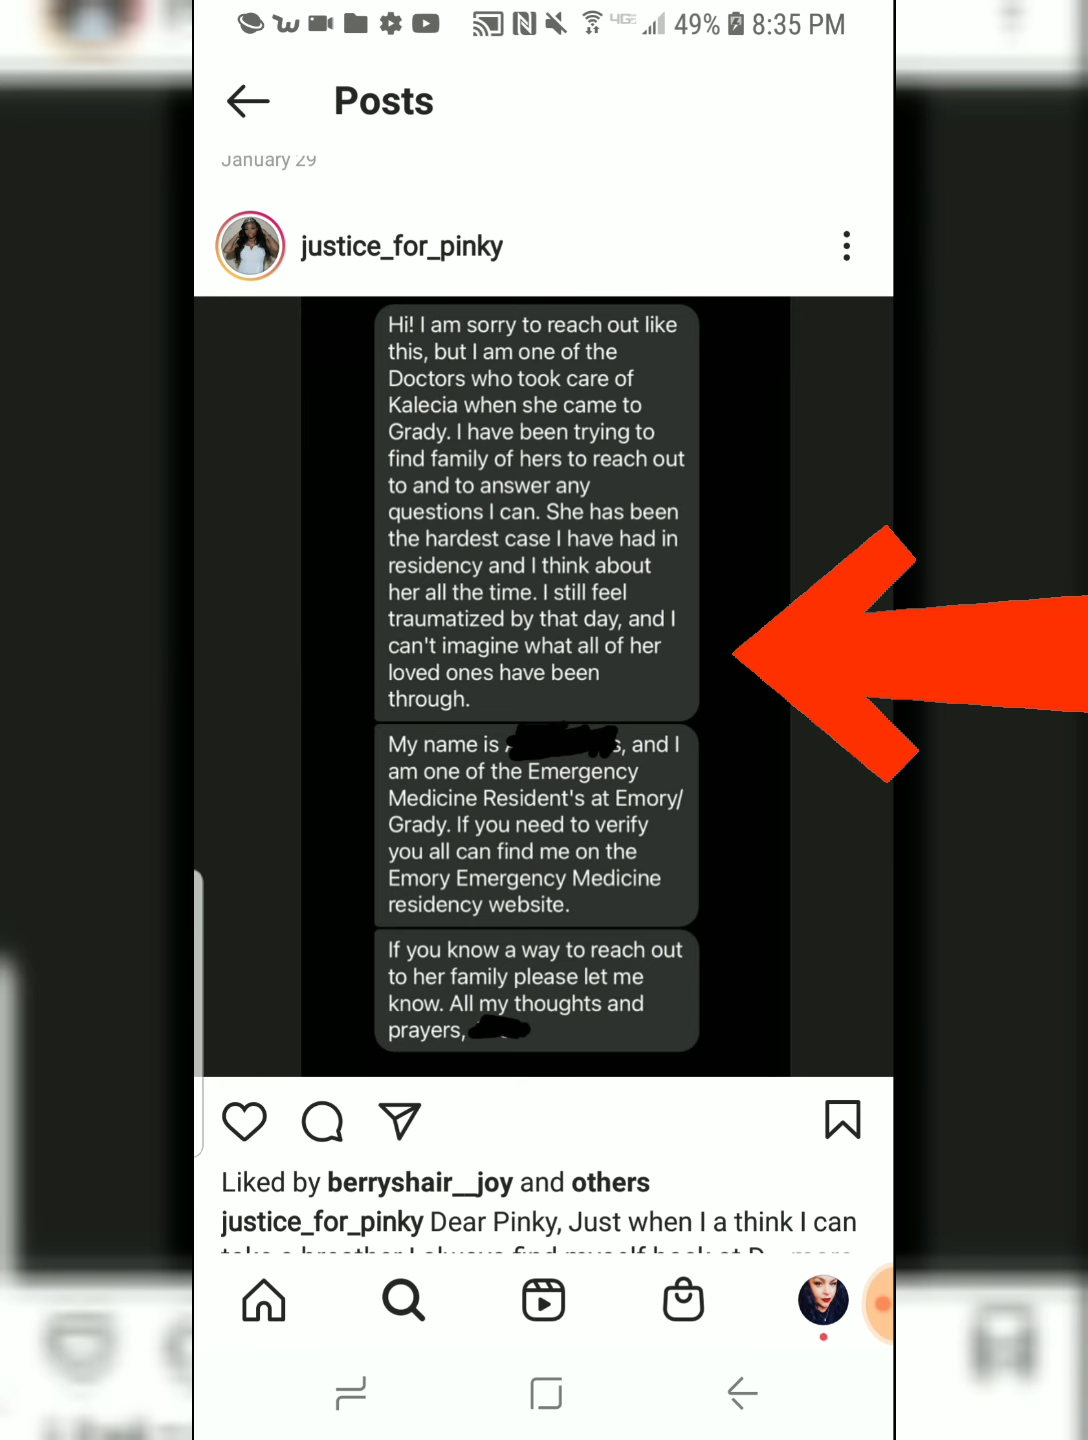 4GE 49% 8:35 PM
Posts
January 29
justice_for_pinky
Hi! I am sorry to reach out like
this, but I am one of the
Doctors who took care of
Kalecia when she came to
Grady. I have been trying to
find family of hers to reach out
to and to answer any
questions I can. She has been
the hardest case I have had in
residency and I think about
her all the time. I still feel
traumatized by that day, and I
can't imagine what all of her
loved ones have been
through.
My name is s, and I
am one of the Emergency
Medicine Resident's at Emory/
Grady. If you need to verify
you all can find me on the
Emory Emergency Medicine
residency website.
If you know a way to reach out
to her family please let me
know. All my thoughts and
prayers,
Liked by berryshair__joy and others
justice_for_pinky Dear Pinky, Just when I a think I can